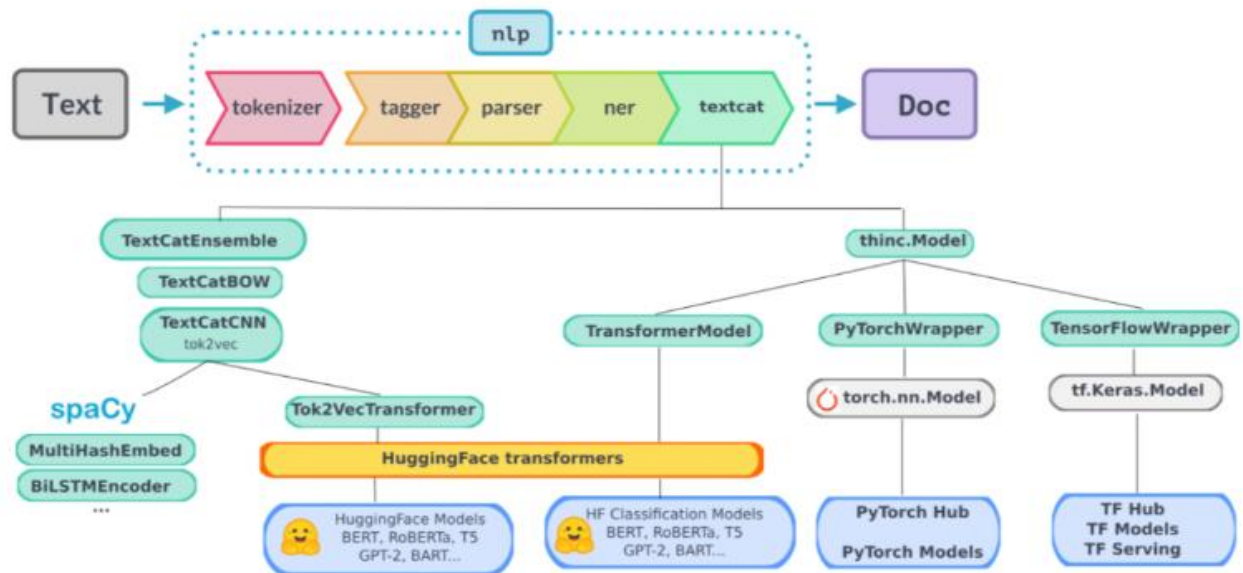 nlp
Text
tokenizer
tagger
parser
ner
textcat
Doc
TextCatEnsemble
thinc.Model
TextCatBOW
TextCatCNN
tok2vec
TransformerModel
PyTorchWrapper
TensorFlowWrapper
spaCy
Tok2VecTransformer
torch.nn.Model
tf.Keras.Model
MultiHashEmbed
BiLSTMEncoder
...
HuggingFace transformers
HuggingFace Models
BERT, RoBERTa, T5
GPT-2, BART...
HF Classification Models
BERT, RoBERTa, T5
GPT-2, BART...
PyTorch Hub
PyTorch Models
TF Hub
TF Models
TF Serving